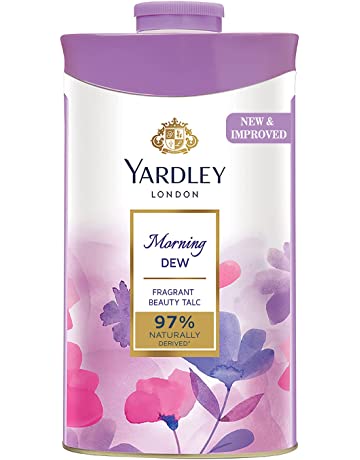 NEW &
IMPROVED
YARDLEY
LONDON
Morning
DEW
FRAGRANT
BEAUTY TALC
97%
NATURALLY
DERIVED*